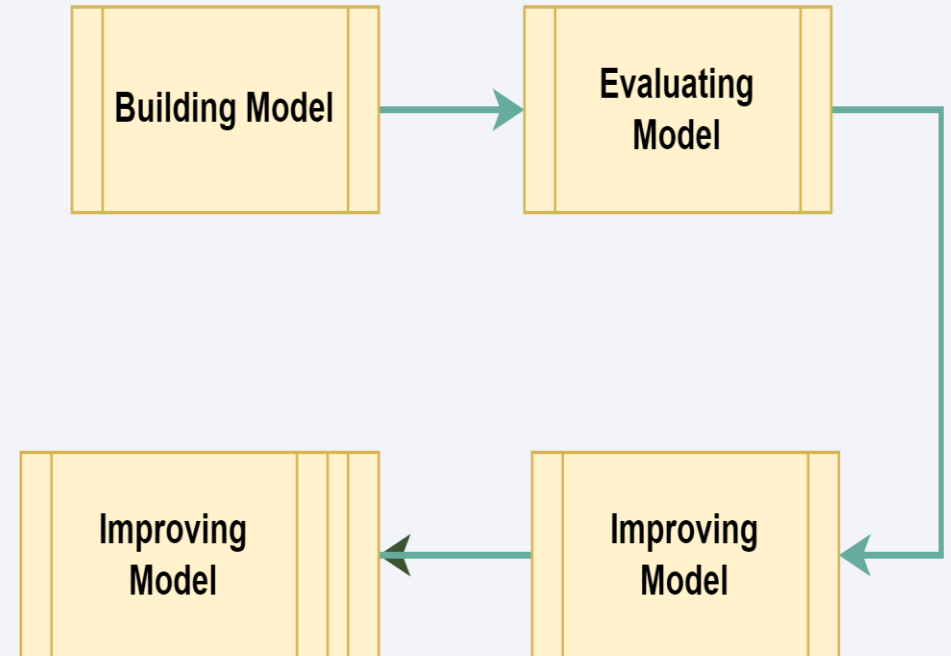 Building Model
Evaluating
Model
Improving
Model
Improving
Model